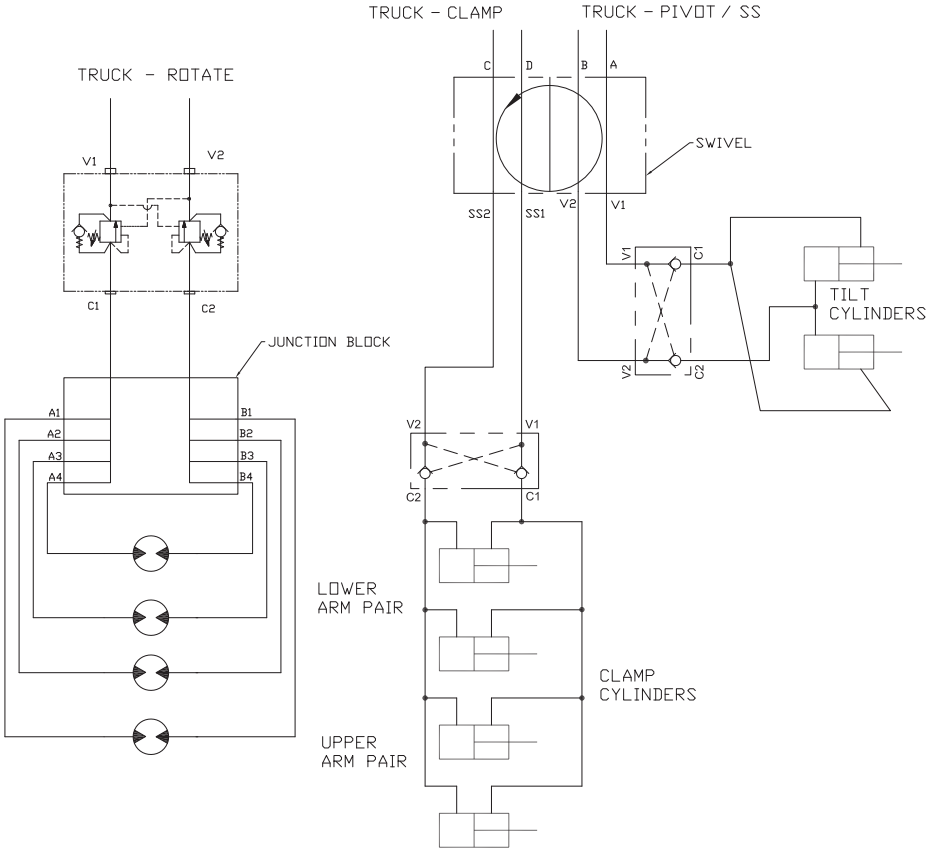 TRUCK - CLAMP
TRUCK - PIVOT / SS
TRUCK - ROTATE
C D B A
SWIVEL
V1 V2
SS2 SS1 V2 V1
V1 C1
TILT
CYLINDERS
C1 C2
V2 C2
JUNCTION BLOCK
A1 B1
A2 B2
A3 B3
A4 B4
V2 V1
C2 C1
LOWER
ARM PAIR
CLAMP
CYLINDERS
UPPER
ARM PAIR